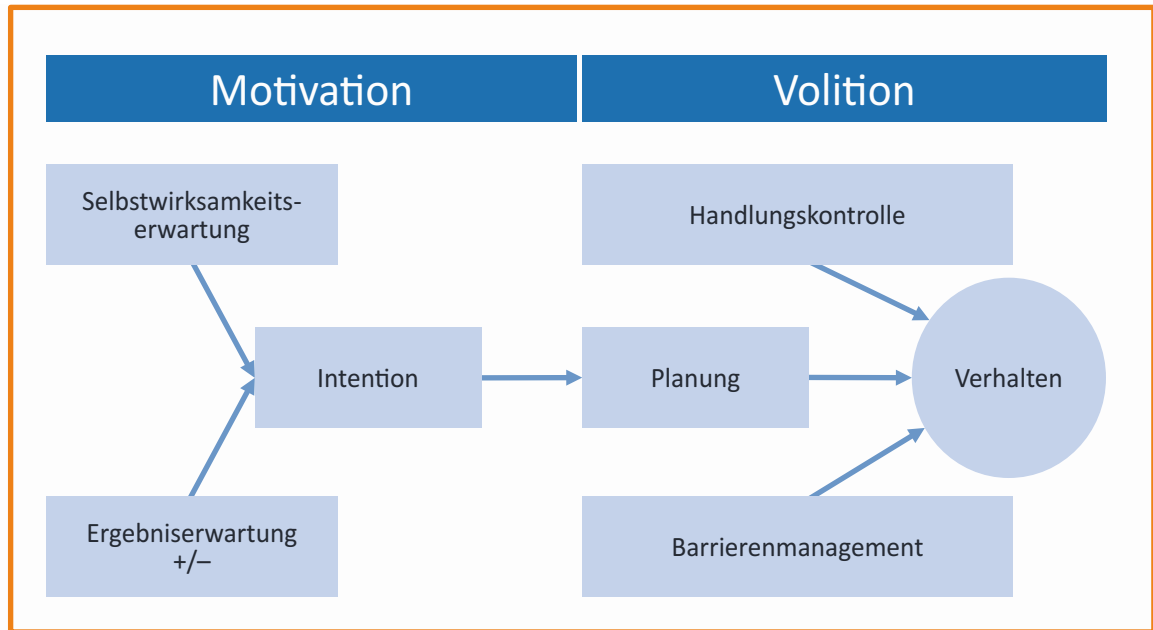 Motivation
Volition
Selbstwirksamkeits-
erwartung
Handlungskontrolle
Intention
Planung
Verhalten
Ergebniserwartung
+/–
Barrierenmanagement